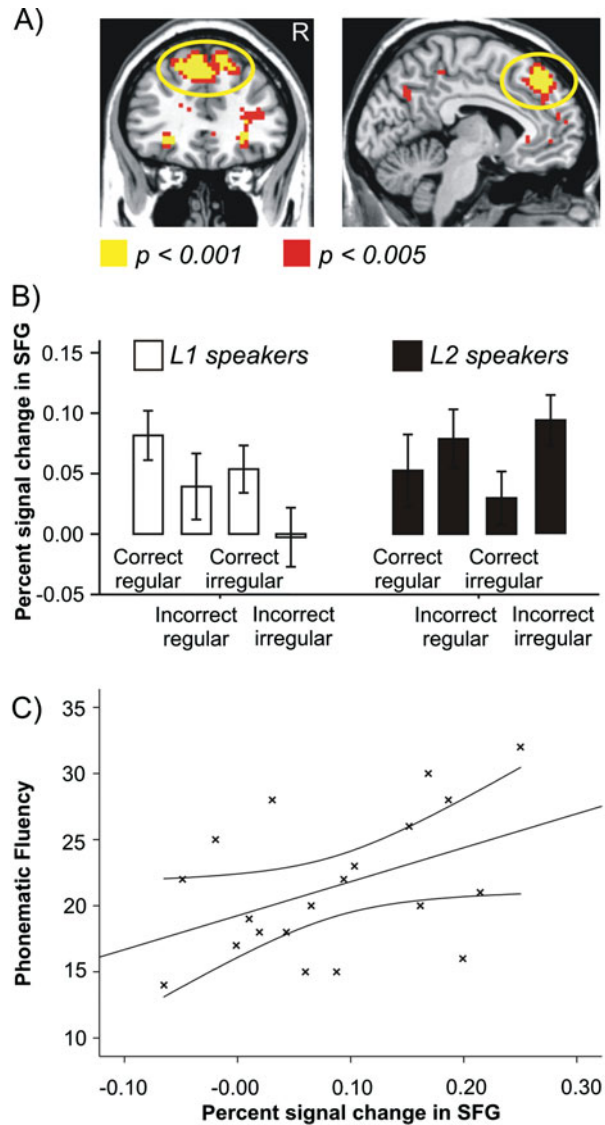 A)
R
p < 0.001
p < 0.005
B)
Percent signal change in SFG
0.15
0.10
0.05
0.00
-0.05
L1 speakers
L2 speakers
Correct regular
Correct irregular
Correct regular
Correct irregular
Incorrect regular
Incorrect irregular
Incorrect regular
Incorrect irregular
C)
Phonematic Fluency
35
30
25
20
15
10
-0.10
-0.00
0.10
0.20
0.30
Percent signal change in SFG